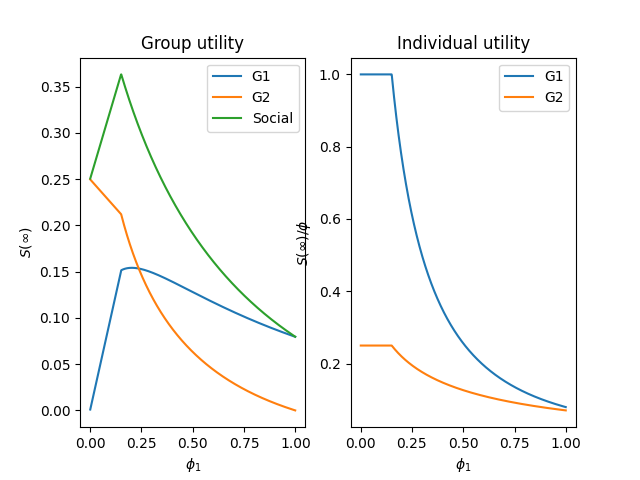 Group utility
0.35
0.30
0.25
0.20
0.15
0.10
0.05
0.00
S(∞)
G1
G2
Social
0.00 0.25 0.50 0.75 1.00
ϕ₁
Individual utility
1.0
0.8
0.6
0.4
0.2
S(∞)/ϕ
G1
G2
0.00 0.25 0.50 0.75 1.00
ϕ₁